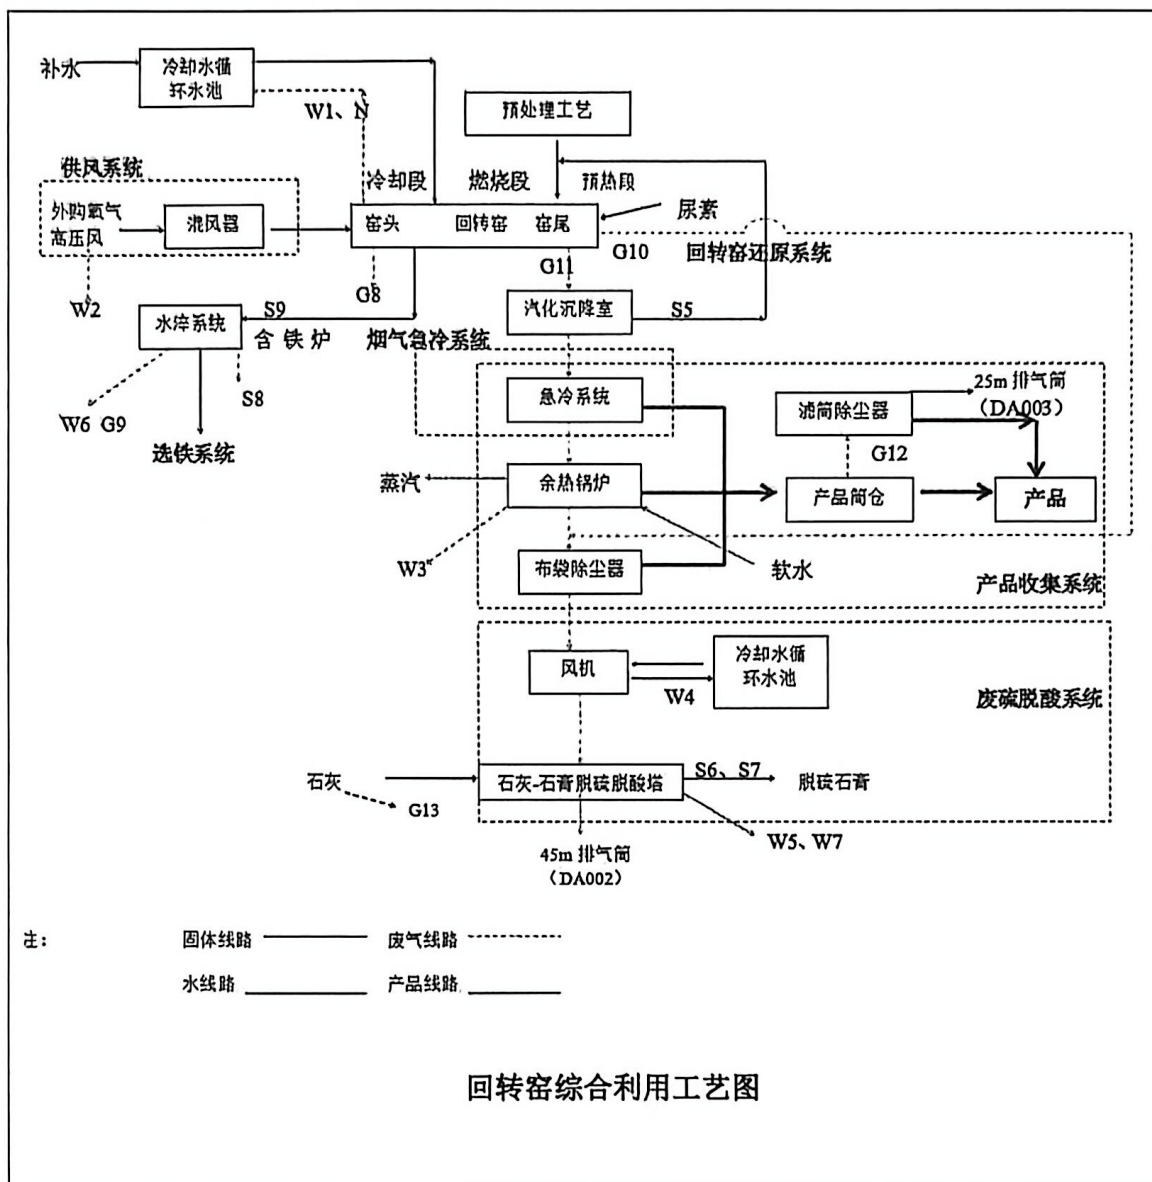 补水
冷却水循
环水池
W1、N
预处理工艺
供风系统
冷却段
燃烧段
预热段
外购氧气
高压风
混风器
窑头
回转窑
窑尾
尿素
G10
回转窑还原系统
G11
W2
G8
S9
水淬系统
含 铁 炉
烟气急冷系统
汽化沉降室
S5
S8
W6 G9
选铁系统
急冷系统
滤筒除尘器
25m 排气筒
（DA003）
G12
蒸汽
余热锅炉
产品筒仓
产品
W3
布袋除尘器
软水
产品收集系统
风机
W4
冷却水循
环水池
废硫脱酸系统
石灰
G13
石灰-石膏脱硫脱酸塔
S6、S7
脱硫石膏
W5、W7
45m 排气筒
（DA002）
注：
固体线路
废气线路
水线路
产品线路
回转窑综合利用工艺图